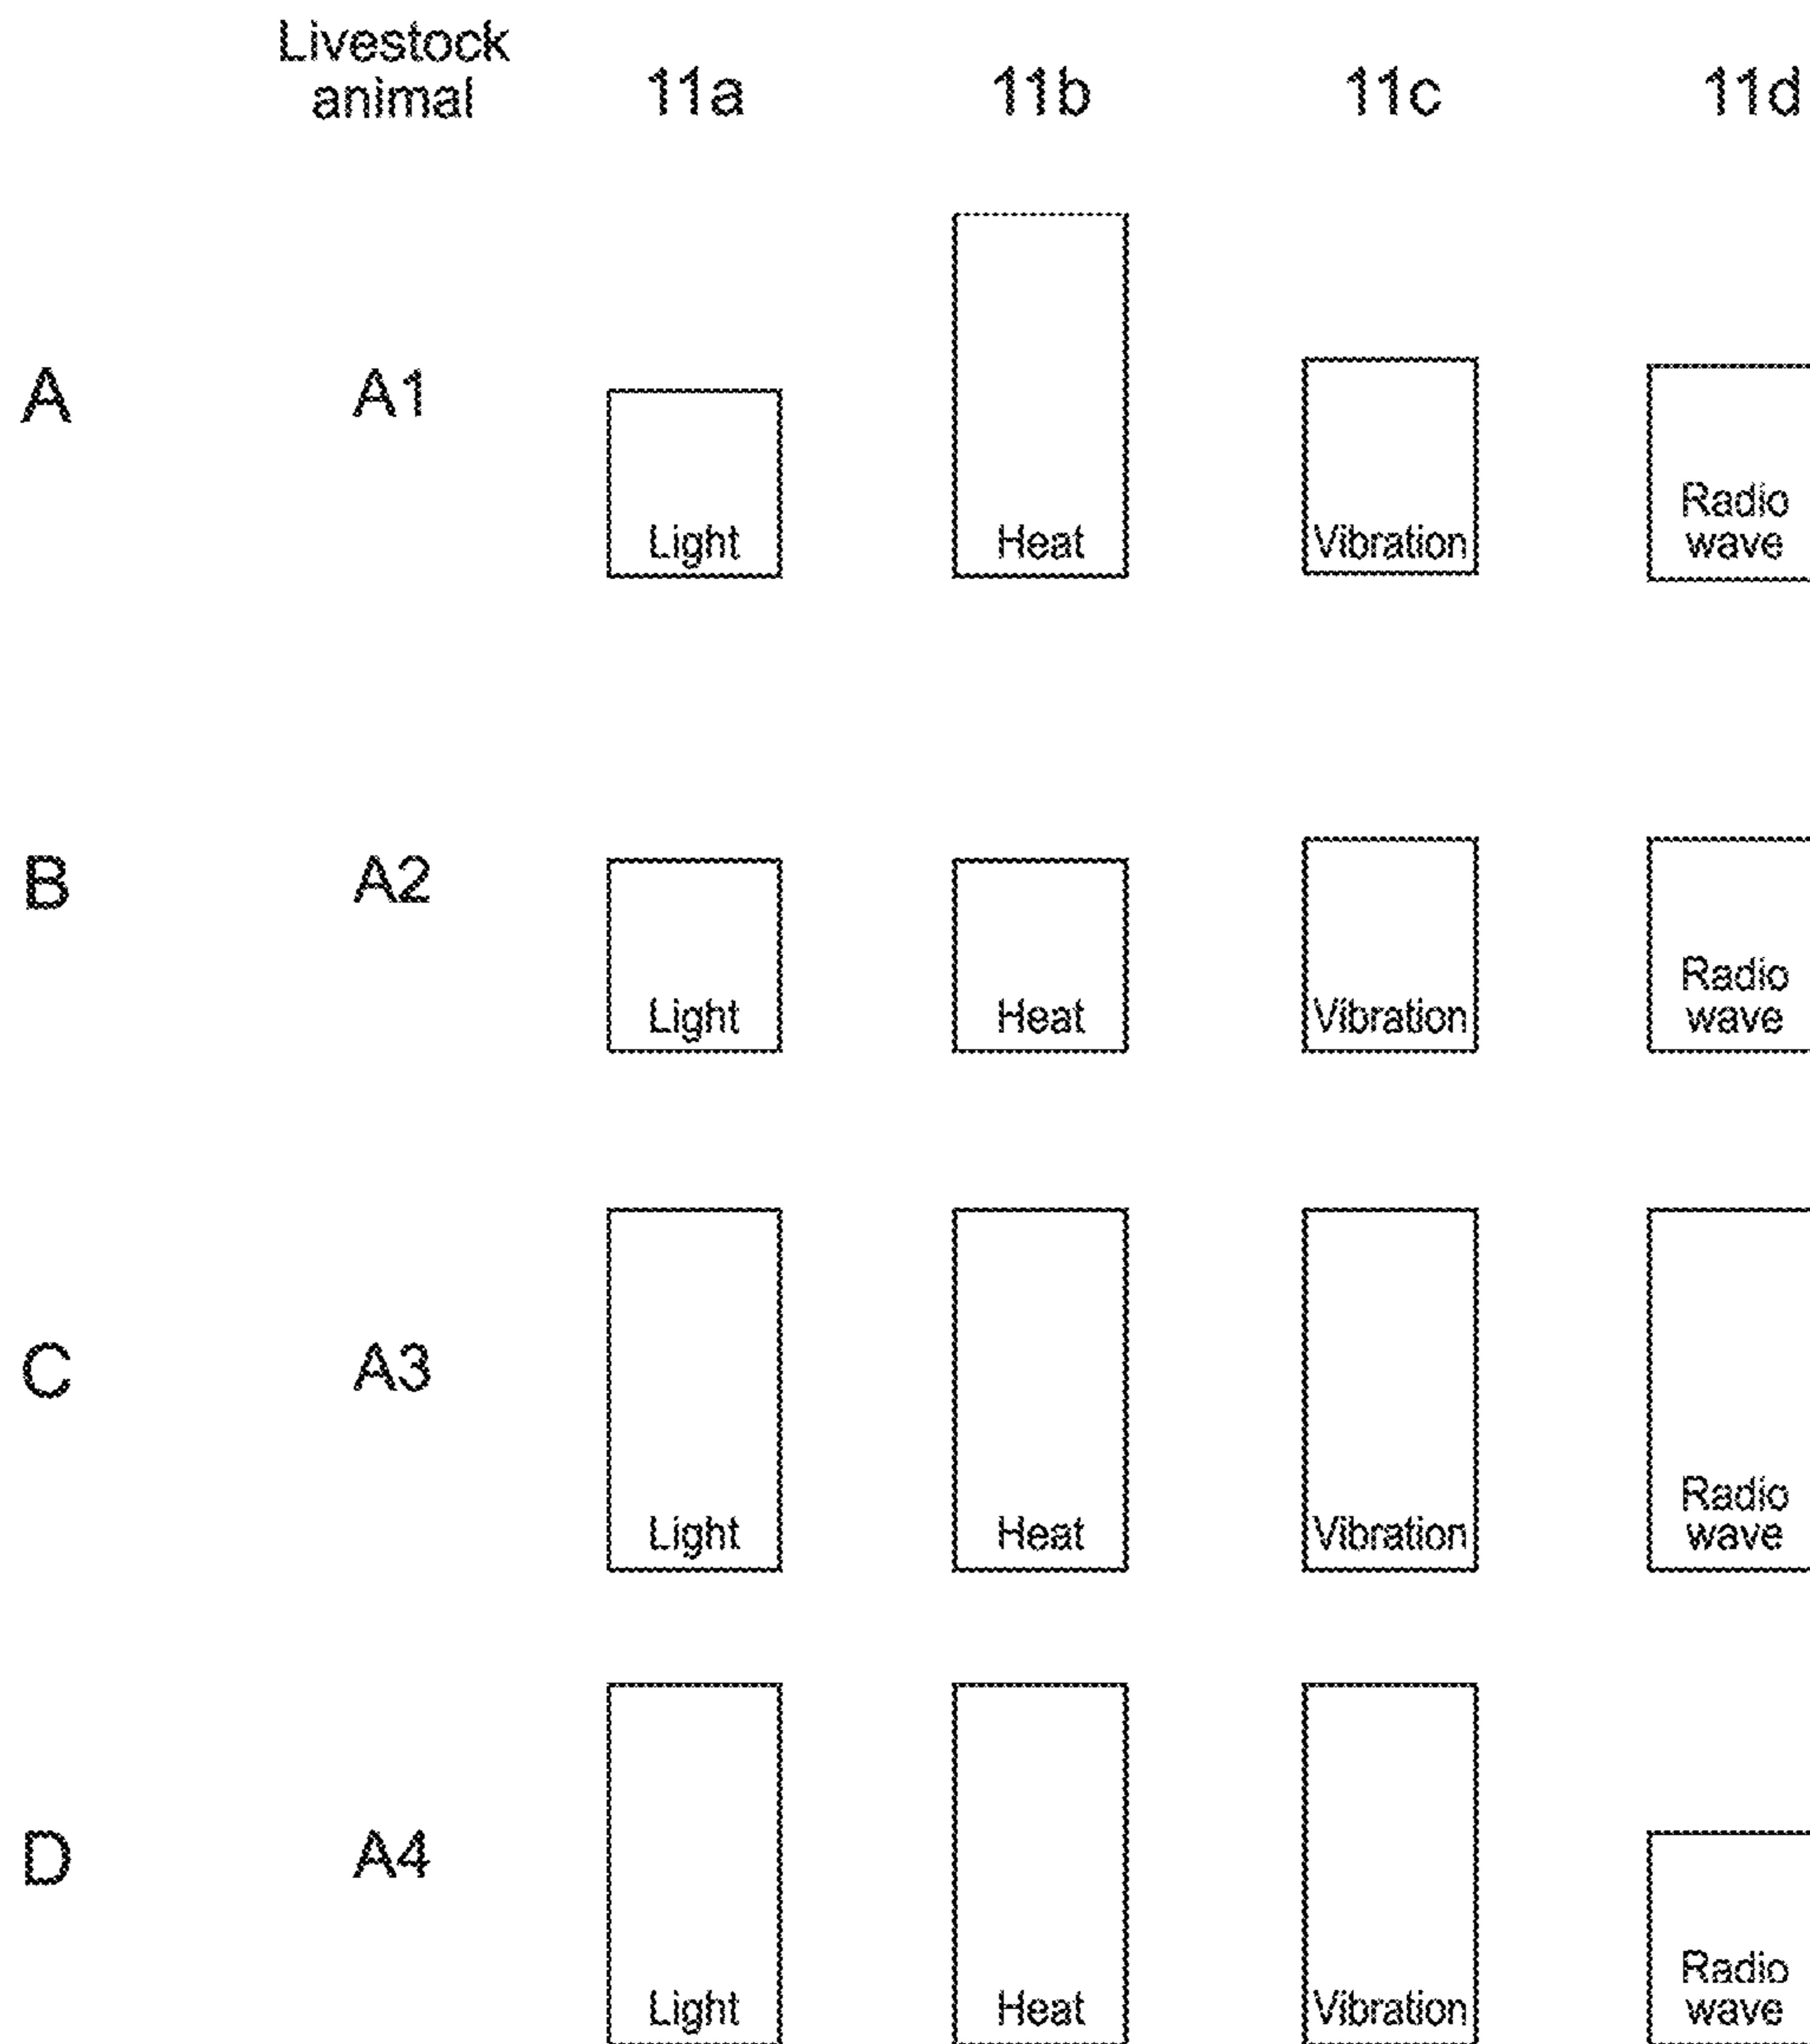 Livestock
animal
11a
11b
11c
11d
A
A1
Light
Heat
Vibration
Radio
wave
B
A2
Light
Heat
Vibration
Radio
wave
C
A3
Light
Heat
Vibration
Radio
wave
D
A4
Light
Heat
Vibration
Radio
wave